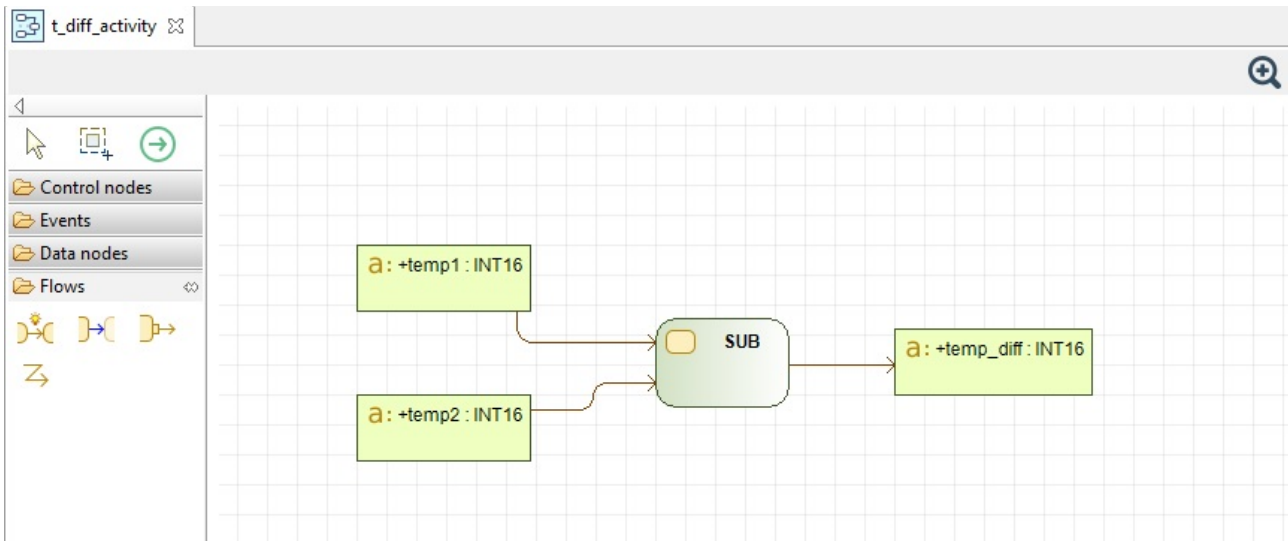 t_diff_activity
Control nodes
Events
Data nodes
Flows
a: +temp1 : INT16
SUB
a: +temp_diff : INT16
a: +temp2 : INT16